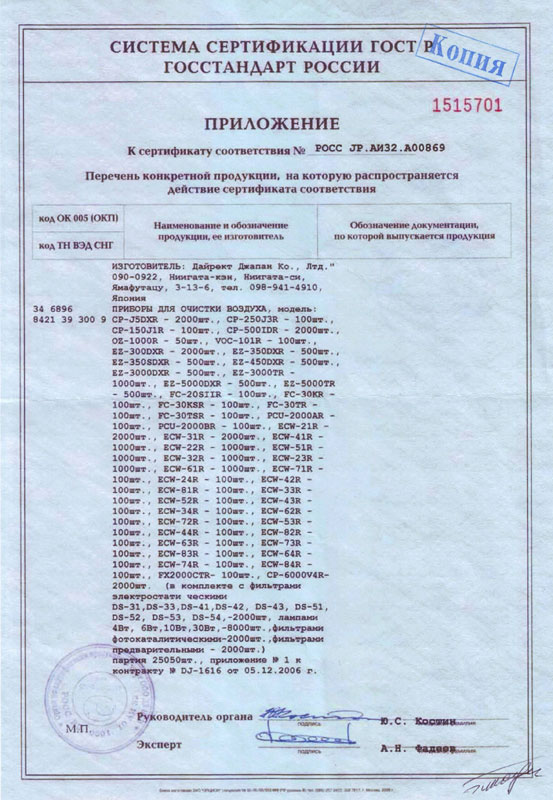 СИСТЕМА СЕРТИФИКАЦИИ ГОСТ Р
ГОССТАНДАРТ РОССИИ
Копия
1515701
ПРИЛОЖЕНИЕ
К сертификату соответствия № РОСС JP.АИ32.А00869
Перечень конкретной продукции, на которую распространяется
действие сертификата соответствия
код ОК 005 (ОКП)
код ТН ВЭД СНГ
Наименование и обозначение
продукции, ее изготовитель
Обозначение документации,
по которой выпускается продукция
ИЗГОТОВИТЕЛЬ: Дайрект Джапан Ко., Лтд."
090-0922, Ниигата-кэн, Ниигата-си,
Ямафутацу, 3-13-6, тел. 098-941-4910,
Япония
34 6896 ПРИБОРЫ ДЛЯ ОЧИСТКИ ВОЗДУХА, модель:
8421 39 300 9 CP-J5DXR - 2000шт., CP-250J3R - 100шт.,
CP-150J1R - 100шт., CP-500IDR - 2000шт.,
OZ-1000R - 50шт., VOC-101R - 100шт.,
EZ-300DXR - 2000шт., EZ-350DXR - 500шт.,
EZ-350SDXR - 500шт., EZ-450DXR - 500шт.,
EZ-3000DXR - 500шт., EZ-3000TR -
1000шт., EZ-5000DXR - 500шт., EZ-5000TR
- 500шт., FC-20SIIR - 100шт., FC-30KR -
100шт., FC-30KSR - 100шт., FC-30TR -
100шт., FC-30TSR - 100шт., PCU-2000AR -
100шт., PCU-2000BR - 100шт., ECW-21R -
2000шт., ECW-31R - 2000шт., ECW-41R -
1000шт., ECW-22R - 1000шт., ECW-51R -
1000шт., ECW-32R - 1000шт., ECW-23R -
1000шт., ECW-61R - 1000шт., ECW-71R -
100шт., ECW-24R - 100шт., ECW-42R -
100шт., ECW-81R - 100шт., ECW-33R -
100шт., ECW-52R - 100шт., ECW-43R -
100шт., ECW-34R - 100шт., ECW-62R -
100шт., ECW-72R - 100шт., ECW-53R -
100шт., ECW-44R - 100шт., ECW-82R -
100шт., ECW-63R - 100шт., ECW-73R -
100шт., ECW-83R - 100шт., ECW-64R -
100шт., ECW-74R - 100шт., ECW-84R -
100шт., FX2000CTR- 100шт., CP-6000V4R-
2000шт. (в комплекте с фильтрами
электростати ческими
DS-31,DS-33,DS-41,DS-42, DS-43, DS-51,
DS-52, DS-53, DS-54,-2000шт, лампами
4Вт, 6Вт,10Вт,30Вт,-8000шт.,фильтрами
фотокаталитическими-2000шт.,фильтрами
предварительными - 2000шт.)
партия 25050шт., приложение № 1 к
контракту № DJ-1616 от 05.12.2006 г.
М.П.
Руководитель органа
подпись
Ю.С. Костин
Эксперт
подпись
А.Н. Фадеев